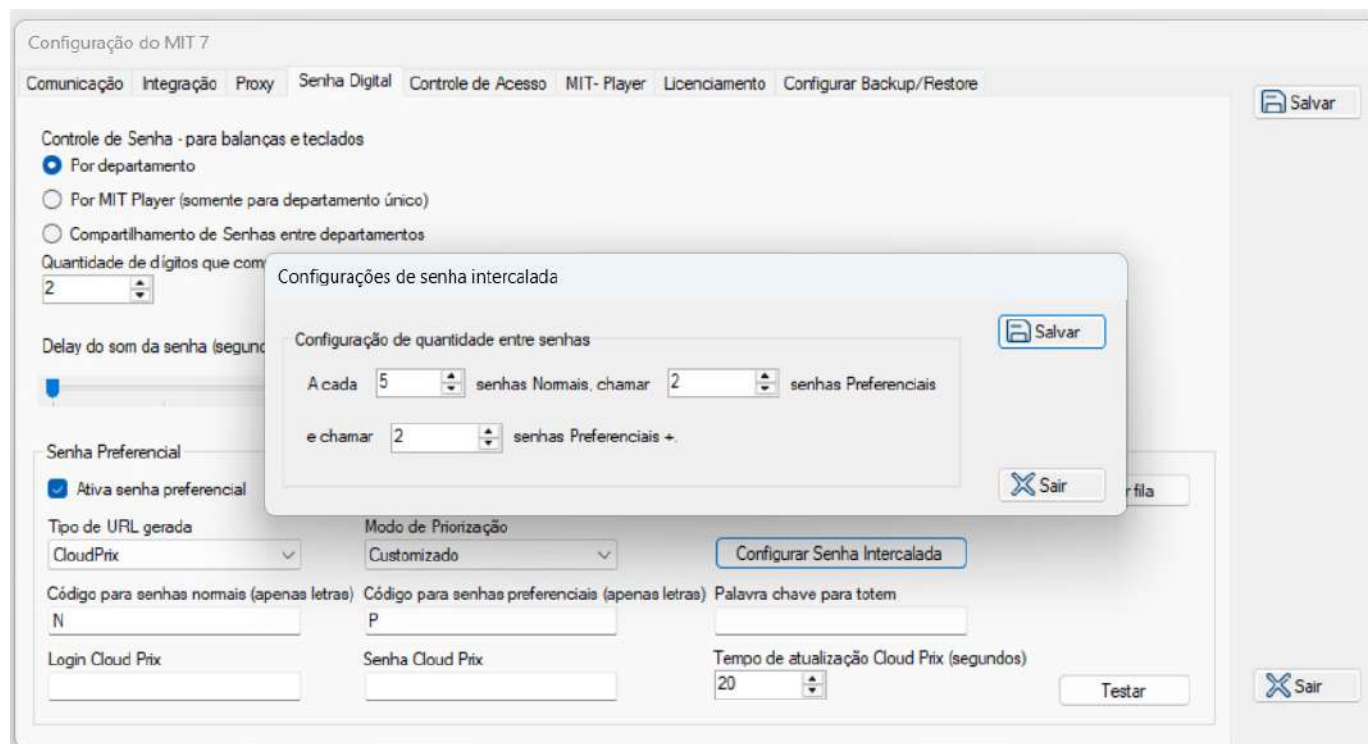 Configuração do MIT 7
Comunicação Integração Proxy Senha Digital Controle de Acesso MIT- Player Licenciamento Configurar Backup/Restore
Salvar
Controle de Senha - para balanças e teclados
Por departamento
Por MIT Player (somente para departamento único)
Compartilhamento de Senhas entre departamentos
Quantidade de dígitos que
2
Configurações de senha intercalada
Delay do som da senha
Configuração de quantidade entre senhas
Salvar
A cada 5 senhas Normais, chamar 2 senhas Preferenciais
e chamar 2 senhas Preferenciais +.
Sair
Senha Preferencial
Ativa senha preferencial
fila
Tipo de URL gerada Modo de Priorização
CloudPrix Customizado Configurar Senha Intercalada
Código para senhas normais (apenas letras) Código para senhas preferenciais (apenas letras) Palavra chave para totem
N P
Login Cloud Prix Senha Cloud Prix Tempo de atualização Cloud Prix (segundos)
20
Testar
Sair